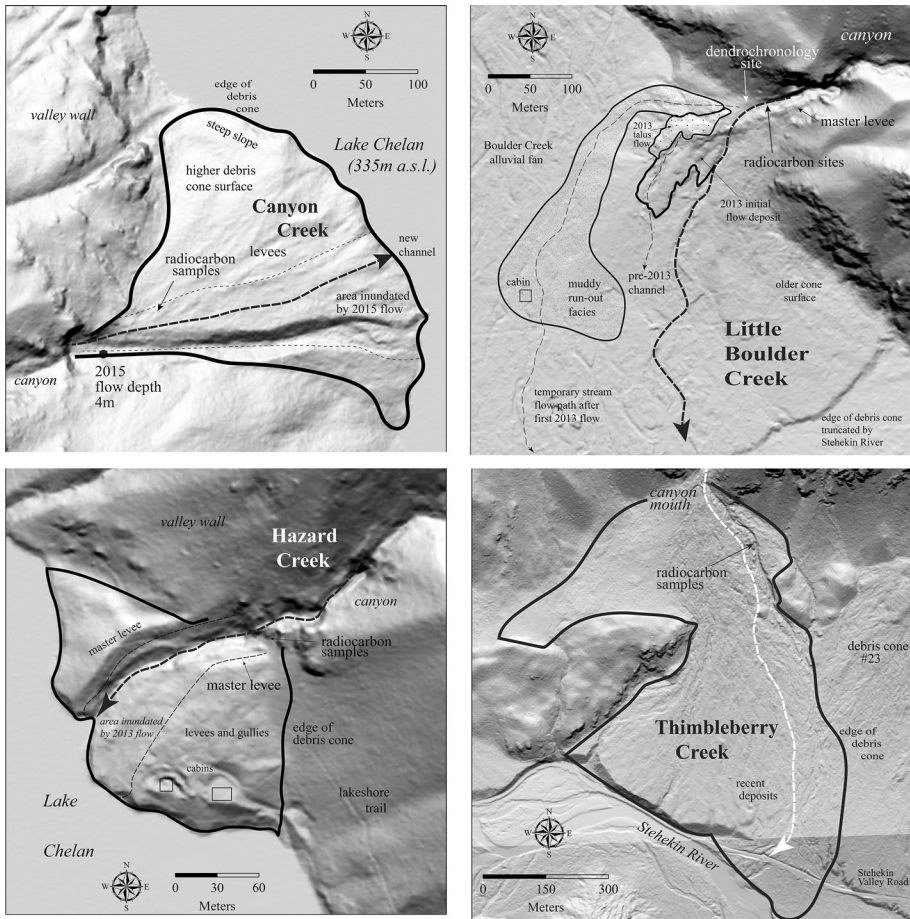 N
W E
S
0 50 100
Meters
edge of
debris
cone
steep slope
valley wall
Lake Chelan
(335m a.s.l.)
higher debris
cone surface
Canyon
Creek
levees
new
channel
radiocarbon
samples
area inundated
by 2015 flow
canyon
2015
flow depth
4m
N
W E
S
0 50 100
Meters
dendrochronology
site
canyon
2013
talus
flow
master levee
Boulder Creek
alluvial fan
radiocarbon sites
2013 initial
flow deposit
pre-2013
channel
older cone
surface
cabin
muddy
run-out
facies
Little
Boulder
Creek
temporary stream
flow path after
first 2013 flow
edge of debris cone
truncated by
Stehekin River
valley wall
Hazard
Creek
canyon
master levee
radiocarbon
samples
master levee
area inundated
by 2013 flow
levees and gullies
edge of
debris cone
cabins
lakeshore
trail
Lake
Chelan
N
W E
S
0 30 60
Meters
canyon
mouth
radiocarbon
samples
debris cone
#23
Thimbleberry
Creek
edge of
debris
cone
recent
deposits
N
W E
S
Stehekin River
Stehekin
Valley Road
0 150 300
Meters